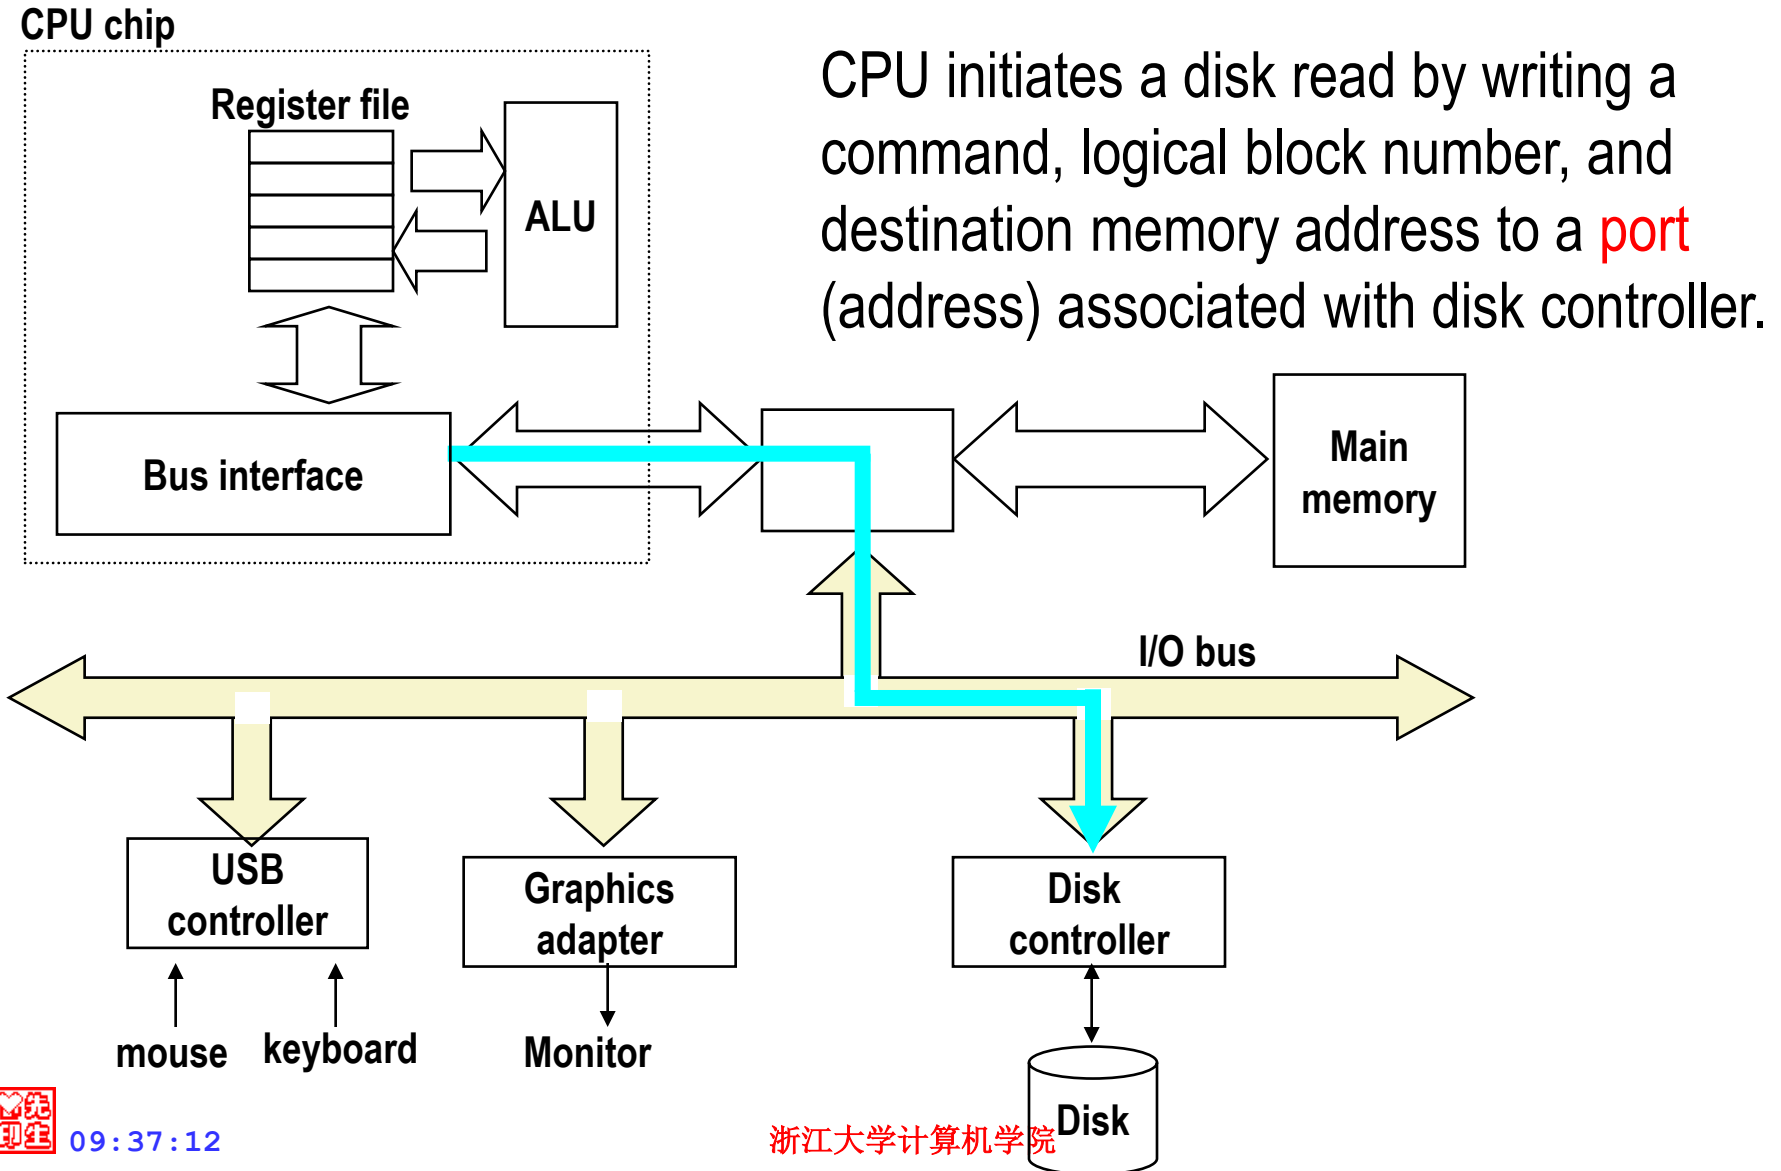 CPU chip
CPU initiates a disk read by writing a
command, logical block number, and
destination memory address to a port
(address) associated with disk controller.
Register file
ALU
Bus interface
Main
memory
I/O bus
USB
controller
Graphics
adapter
Disk
controller
mouse
keyboard
Monitor
Disk
先生
09:37:12
浙江大学计算机学院